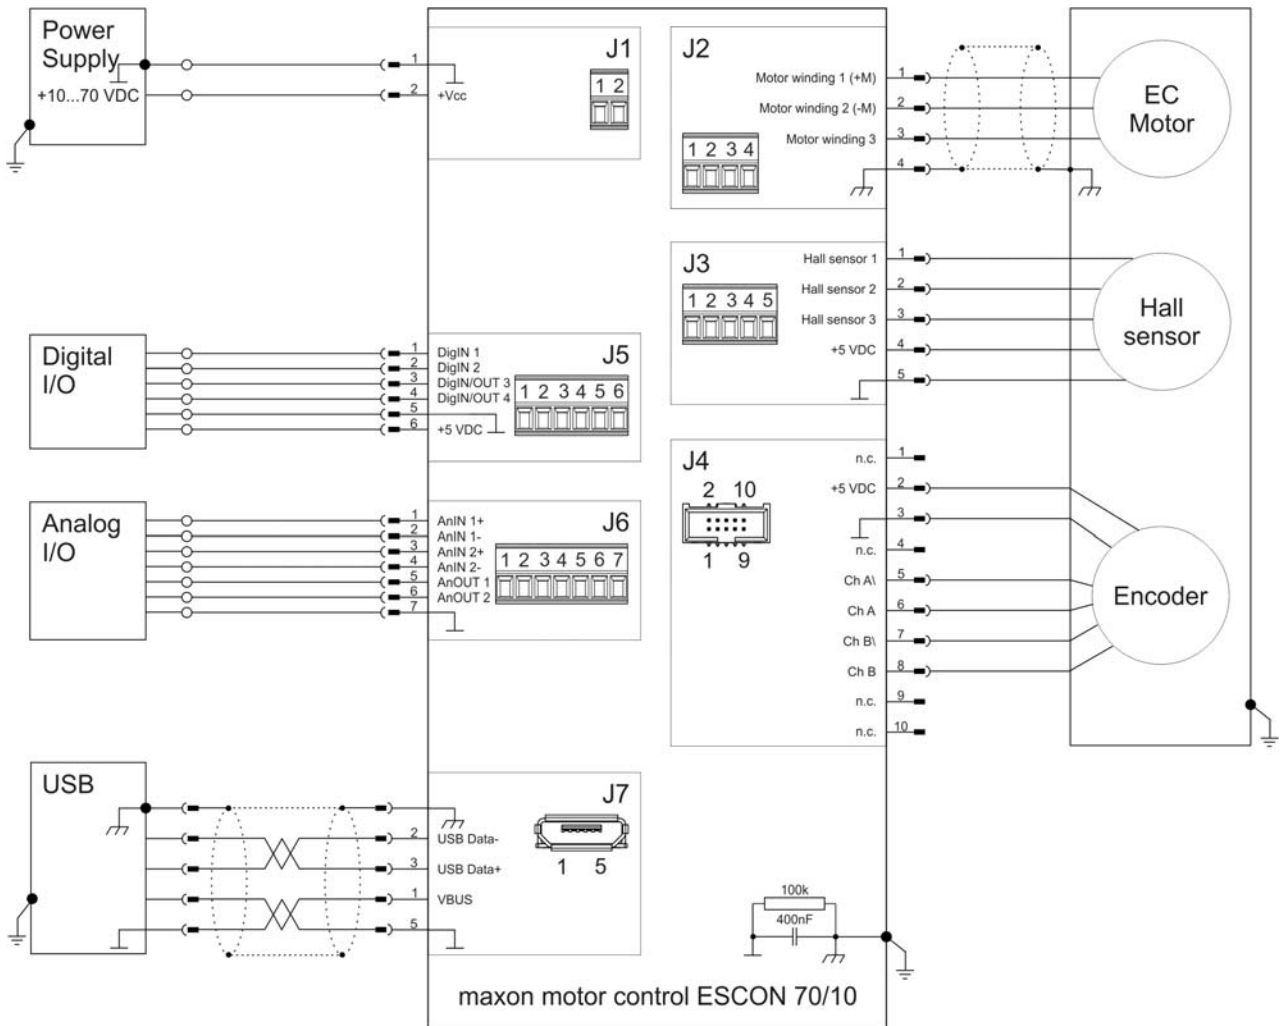 Power
Supply
+10...70 VDC
1
2
+Vcc
J1
1 2
J2
Motor winding 1 (+M)
Motor winding 2 (-M)
Motor winding 3
1 2 3 4
1
2
3
4
EC
Motor
J3
Hall sensor 1
Hall sensor 2
Hall sensor 3
+5 VDC
1 2 3 4 5
1
2
3
4
5
Hall
sensor
Digital
I/O
1
2
3
4
5
6
DigIN 1
DigIN 2
DigIN/OUT 3
DigIN/OUT 4
+5 VDC
J5
1 2 3 4 5 6
J4
2 10
1 9
n.c.
+5 VDC
n.c.
Ch A\
Ch A
Ch B\
Ch B
n.c.
n.c.
1
2
3
4
5
6
7
8
9
10
Encoder
Analog
I/O
1
2
3
4
5
6
7
AnIN 1+
AnIN 1-
AnIN 2+
AnIN 2-
AnOUT 1
AnOUT 2
J6
1 2 3 4 5 6 7
USB
2
3
1
5
USB Data-
USB Data+
VBUS
J7
1 5
100k
400nF
maxon motor control ESCON 70/10